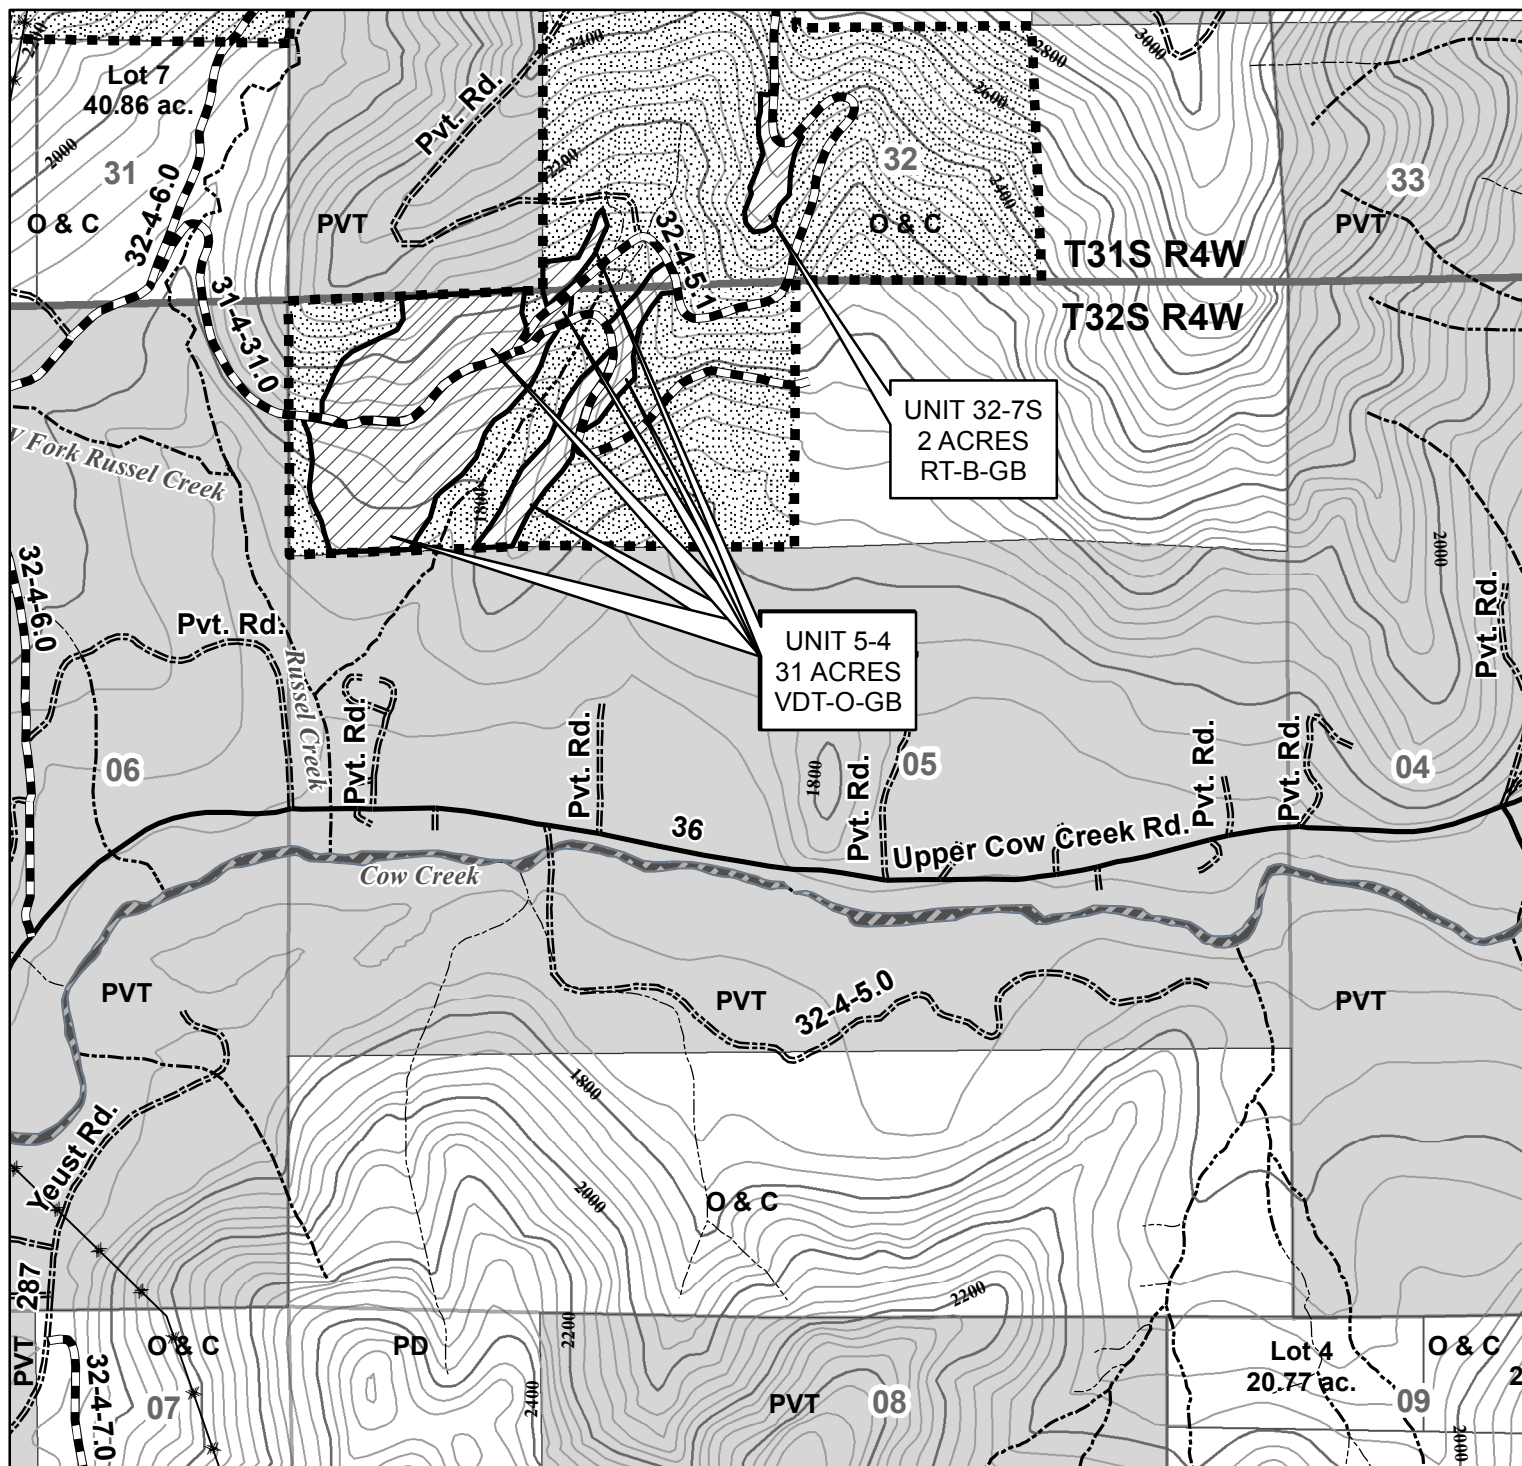 2200
2400
2800
3000
Lot 7
40.86 ac.
Pvt. Rd.
2600
2000
31
2200
32
2400
33
O & C
32-4-6.0
PVT
32-4-5.1
O & C
PVT
T31S R4W
31-4-31.0
T32S R4W
UNIT 32-7S
2 ACRES
RT-B-GB
Fork Russel Creek
1800
2000
32-4-6.0
Pvt. Rd.
Pvt. Rd.
UNIT 5-4
31 ACRES
VDT-O-GB
Russel Creek
Pvt. Rd.
Pvt. Rd.
Pvt. Rd.
Pvt. Rd.
Pvt. Rd.
06
1800
05
04
36
Upper Cow Creek Rd.
Cow Creek
PVT
PVT
32-4-5.0
PVT
1800
Yeust Rd.
2000
O & C
287
2200
PVT
O & C
PD
2200
Lot 4
20.77 ac.
O & C
2
32-4-7.0
07
2400
PVT
08
09
2000